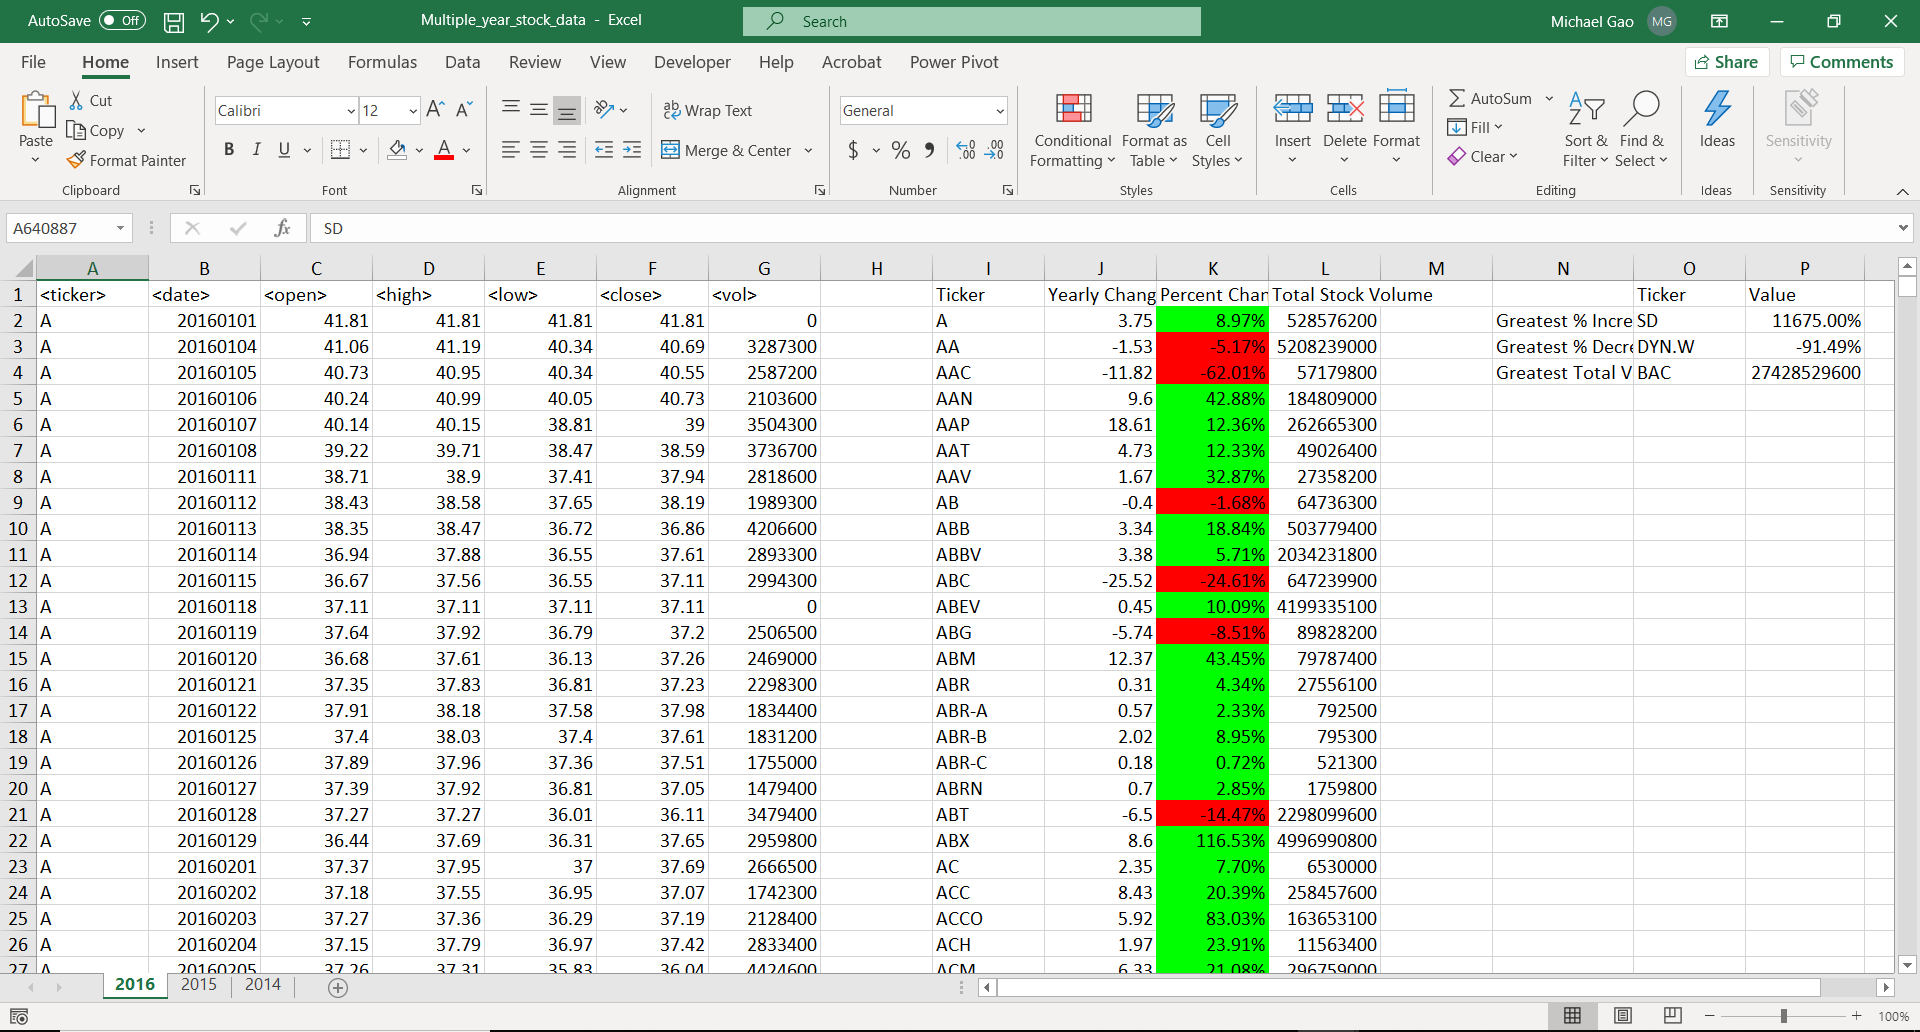 AutoSave Off Multiple_year_stock_data - Excel Search Michael Gao MG
File Home Insert Page Layout Formulas Data Review View Developer Help Acrobat Power Pivot Share Comments
Paste Cut Copy Format Painter Clipboard
Calibri 12 A A B I U A Font
ab Wrap Text Merge & Center Alignment
General $ % 9 .00 .00 Number
Conditional Formatting Format as Table Cell Styles Styles
Insert Delete Format Cells
AutoSum Fill Clear Sort & Filter Find & Select Editing
Ideas Ideas
Sensitivity Sensitivity
A640887 fx SD
A B C D E F G H I J K L M N O P
1 <ticker> <date> <open> <high> <low> <close> <vol> Ticker Yearly Chang Percent Chan Total Stock Volume Ticker Value
2 A 20160101 41.81 41.81 41.81 41.81 0 A 3.75 8.97% 528576200 Greatest % Incre SD 11675.00%
3 A 20160104 41.06 41.19 40.34 40.69 3287300 AA -1.53 -5.17% 5208239000 Greatest % Decre DYN.W -91.49%
4 A 20160105 40.73 40.95 40.34 40.55 2587200 AAC -11.82 -62.01% 57179800 Greatest Total V BAC 27428529600
5 A 20160106 40.24 40.99 40.05 40.73 2103600 AAN 9.6 42.88% 184809000
6 A 20160107 40.14 40.15 38.81 39 3504300 AAP 18.61 12.36% 262665300
7 A 20160108 39.22 39.71 38.47 38.59 3736700 AAT 4.73 12.33% 49026400
8 A 20160111 38.71 38.9 37.41 37.94 2818600 AAV 1.67 32.87% 27358200
9 A 20160112 38.43 38.58 37.65 38.19 1989300 AB -0.4 -1.68% 64736300
10 A 20160113 38.35 38.47 36.72 36.86 4206600 ABB 3.34 18.84% 503779400
11 A 20160114 36.94 37.88 36.55 37.61 2893300 ABBV 3.38 5.71% 2034231800
12 A 20160115 36.67 37.56 36.55 37.11 2994300 ABC -25.52 -24.61% 647239900
13 A 20160118 37.11 37.11 37.11 37.11 0 ABEV 0.45 10.09% 4199335100
14 A 20160119 37.64 37.92 36.79 37.2 2506500 ABG -5.74 -8.51% 89828200
15 A 20160120 36.68 37.61 36.13 37.26 2469000 ABM 12.37 43.45% 79787400
16 A 20160121 37.35 37.83 36.81 37.23 2298300 ABR 0.31 4.34% 27556100
17 A 20160122 37.91 38.18 37.58 37.98 1834400 ABR-A 0.57 2.33% 792500
18 A 20160125 37.4 38.03 37.4 37.61 1831200 ABR-B 2.02 8.95% 795300
19 A 20160126 37.89 37.96 37.36 37.51 1755000 ABR-C 0.18 0.72% 521300
20 A 20160127 37.39 37.92 36.81 37.05 1479400 ABRN 0.7 2.85% 1759800
21 A 20160128 37.27 37.27 36.01 36.11 3479400 ABT -6.5 -14.47% 2298099600
22 A 20160129 36.44 37.69 36.31 37.65 2959800 ABX 8.6 116.53% 4996990800
23 A 20160201 37.37 37.95 37 37.69 2666500 AC 2.35 7.70% 6530000
24 A 20160202 37.18 37.55 36.95 37.07 1742300 ACC 8.43 20.39% 258457600
25 A 20160203 37.27 37.36 36.29 37.19 2128400 ACCO 5.92 83.03% 163653100
26 A 20160204 37.15 37.79 36.97 37.42 2833400 ACH 1.97 23.91% 11563400
27 A 20160205 37.26 37.31 35.83 36.04 4424600 ACM 6.33 21.08% 296759000
2016 2015 2014
100%